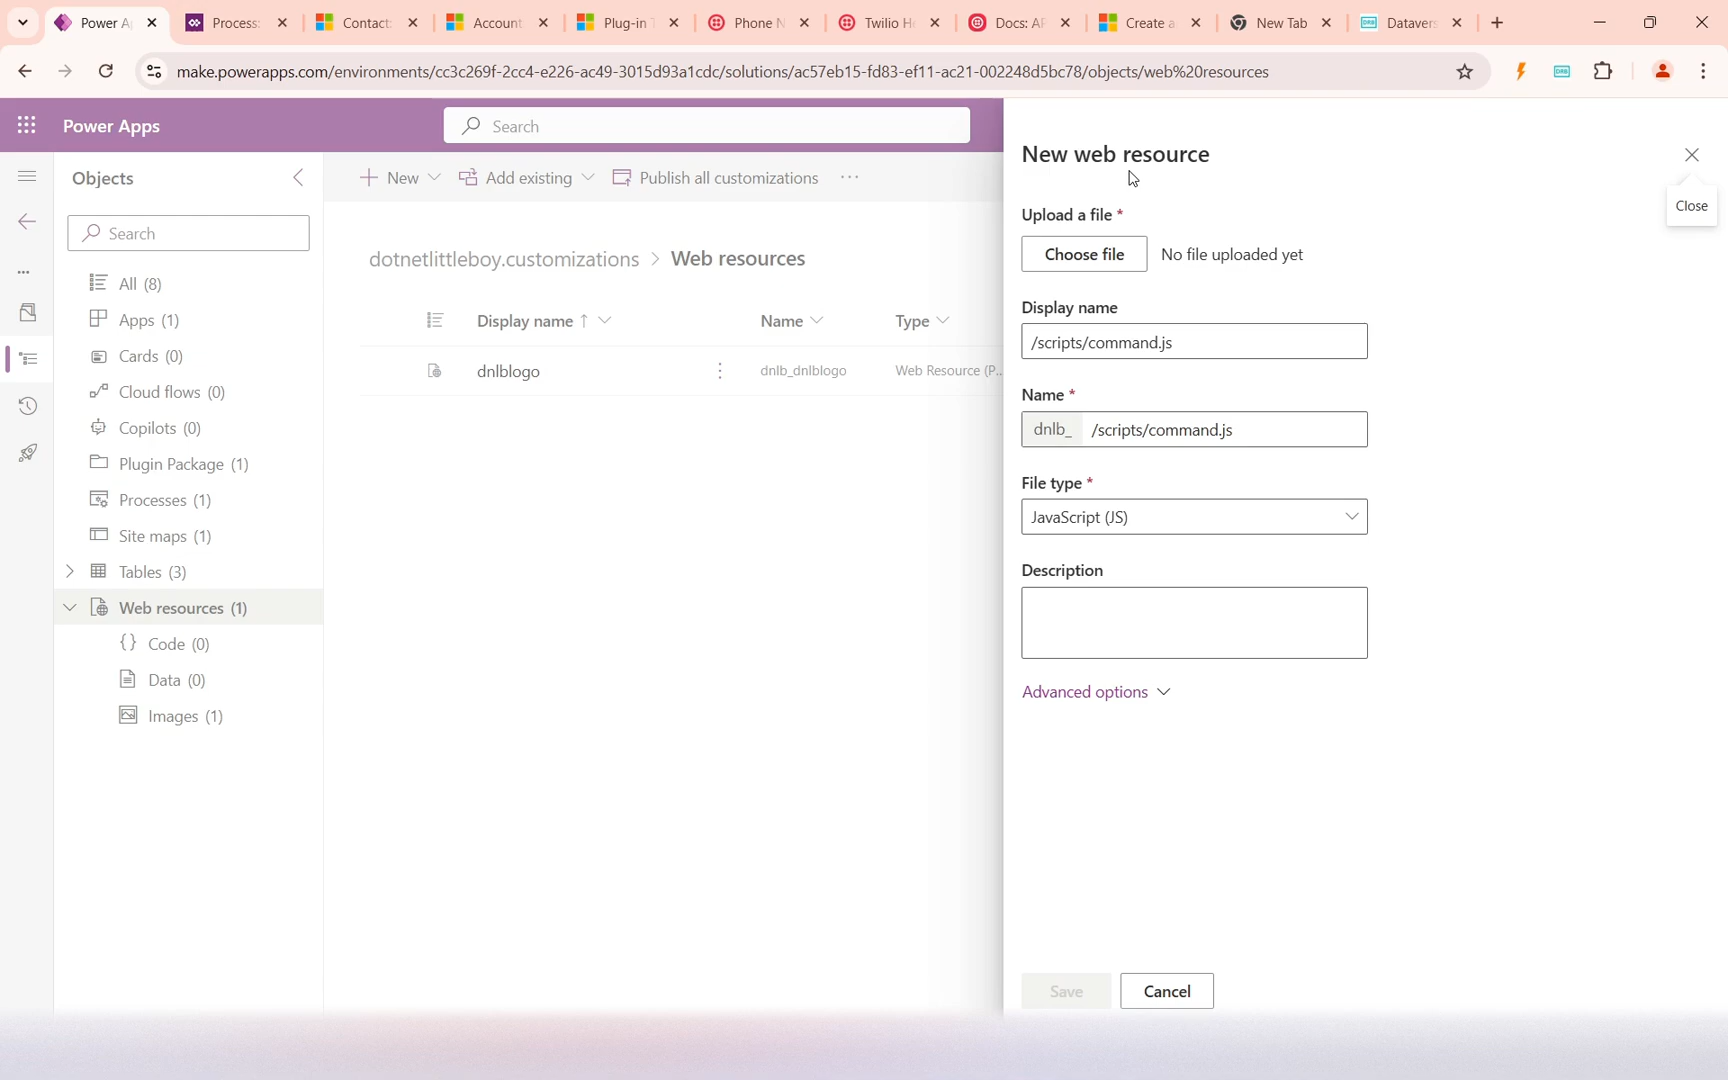 Power A
Process:
Contact
Account
Plug-in T
Phone N
Twilio H
Docs: AP
Create a
New Tab
Datavers
make.powerapps.com/environments/cc3c269f-2cc4-e226-ac49-3015d93a1cdc/solutions/ac57eb15-fd83-ef11-ac21-002248d5bc78/objects/web%20resources
Power Apps
Search
New web resource
Close
Objects
New
Add existing
Publish all customizations
Search
dotnetlittleboy.customizations > Web resources
Display name ↑
Name
Type
dnlblogo
dnlb_dnlblogo
Web Resource (P...
All (8)
Apps (1)
Cards (0)
Cloud flows (0)
Copilots (0)
Plugin Package (1)
Processes (1)
Site maps (1)
Tables (3)
Web resources (1)
Code (0)
Data (0)
Images (1)
Upload a file *
Choose file
No file uploaded yet
Display name
/scripts/command.js
Name *
dnlb_
/scripts/command.js
File type *
JavaScript (JS)
Description
Advanced options
Save
Cancel